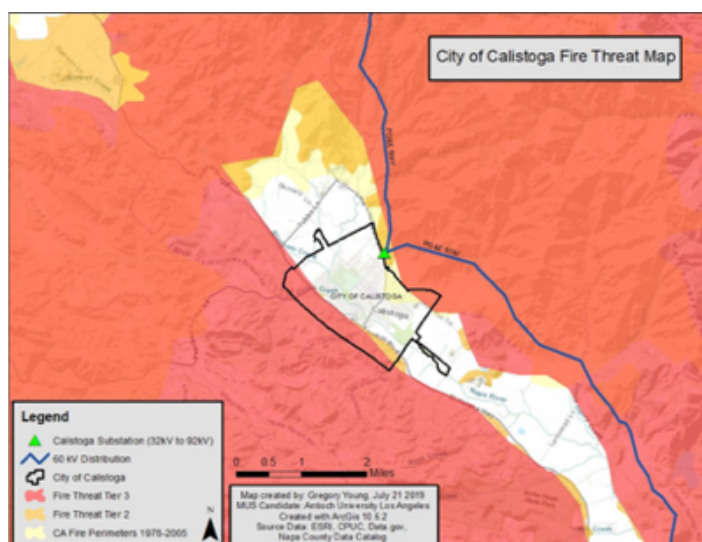 City of Calistoga Fire Threat Map
CITY OF CALISTOGA
Calistoga
Napa River
Legend
Calistoga Substation (32kV to 92kV)
60 kV Distribution
City of Calistoga
Fire Threat Tier 3
Fire Threat Tier 2
CA Fire Perimeters 1978-2005
N
0 0.5 1 2
Miles
Map created by: Gregory Young, July 21 2019
MUS Candidate: Antioch University Los Angeles
Created with ArcGis 10.6.2
Source Data: ESRI, CPUC, Data.gov,
Napa County Data Catalog